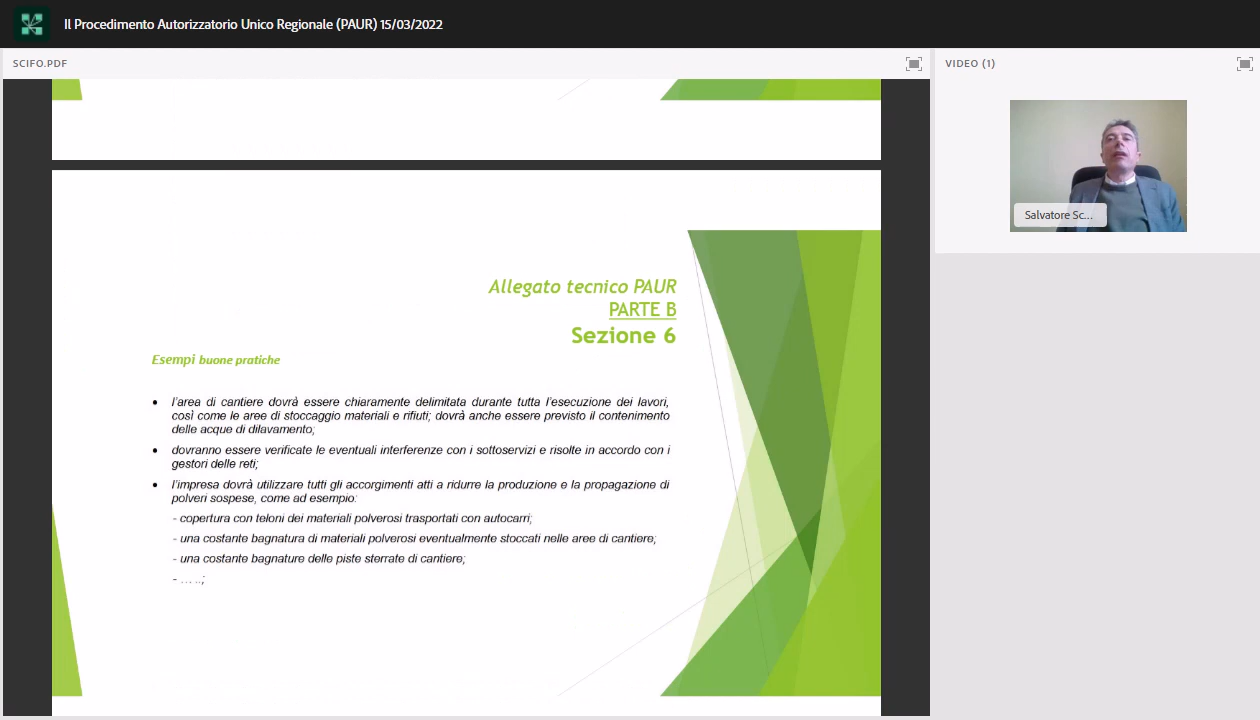 Il Procedimento Autorizzatorio Unico Regionale (PAUR) 15/03/2022
SCIFO.PDF
VIDEO (1)
Salvatore Sc...
Allegato tecnico PAUR
PARTE B
Sezione 6
Esempi buone pratiche
• l'area di cantiere dovrà essere chiaramente delimitata durante tutta l'esecuzione dei lavori,
così come le aree di stoccaggio materiali e rifiuti; dovrà anche essere previsto il contenimento
delle acque di dilavamento;
• dovranno essere verificate le eventuali interferenze con i sottoservizi e risolte in accordo con i
gestori delle reti;
• l'impresa dovrà utilizzare tutti gli accorgimenti atti a ridurre la produzione e la propagazione di
polveri sospese, come ad esempio:
- copertura con teloni dei materiali polverosi trasportati con autocarri;
- una costante bagnatura di materiali polverosi eventualmente stoccati nelle aree di cantiere;
- una costante bagnature delle piste sterrate di cantiere;
- … ..;